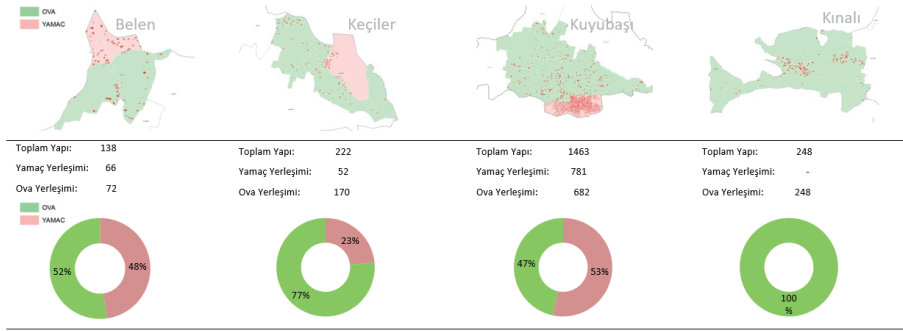 OVA
YAMAC
Belen
Keçiler
Kuyubaşı
Kınalı
Toplam Yapı: 138
Yamaç Yerleşimi: 66
Ova Yerleşimi: 72
Toplam Yapı: 222
Yamaç Yerleşimi: 52
Ova Yerleşimi: 170
Toplam Yapı: 1463
Yamaç Yerleşimi: 781
Ova Yerleşimi: 682
Toplam Yapı: 248
Yamaç Yerleşimi: -
Ova Yerleşimi: 248
OVA
YAMAC
52%
48%
23%
77%
47%
53%
100
%